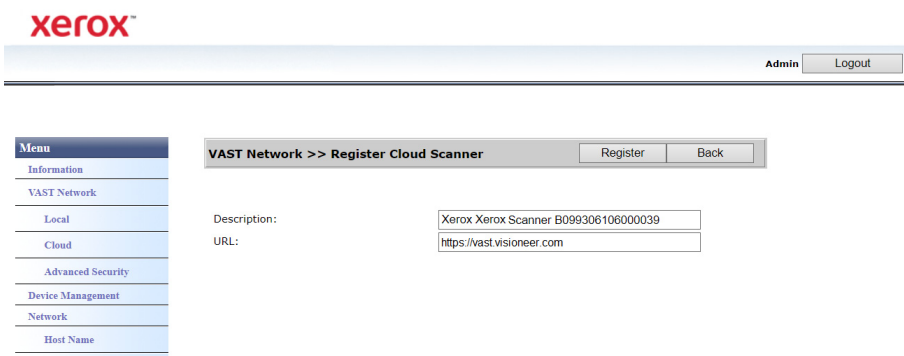 xerox™
Admin Logout
Menu
Information
VAST Network
Local
Cloud
Advanced Security
Device Management
Network
Host Name
VAST Network >> Register Cloud Scanner Register Back
Description: Xerox Xerox Scanner B099306106000039
URL: https://vast.visioneer.com